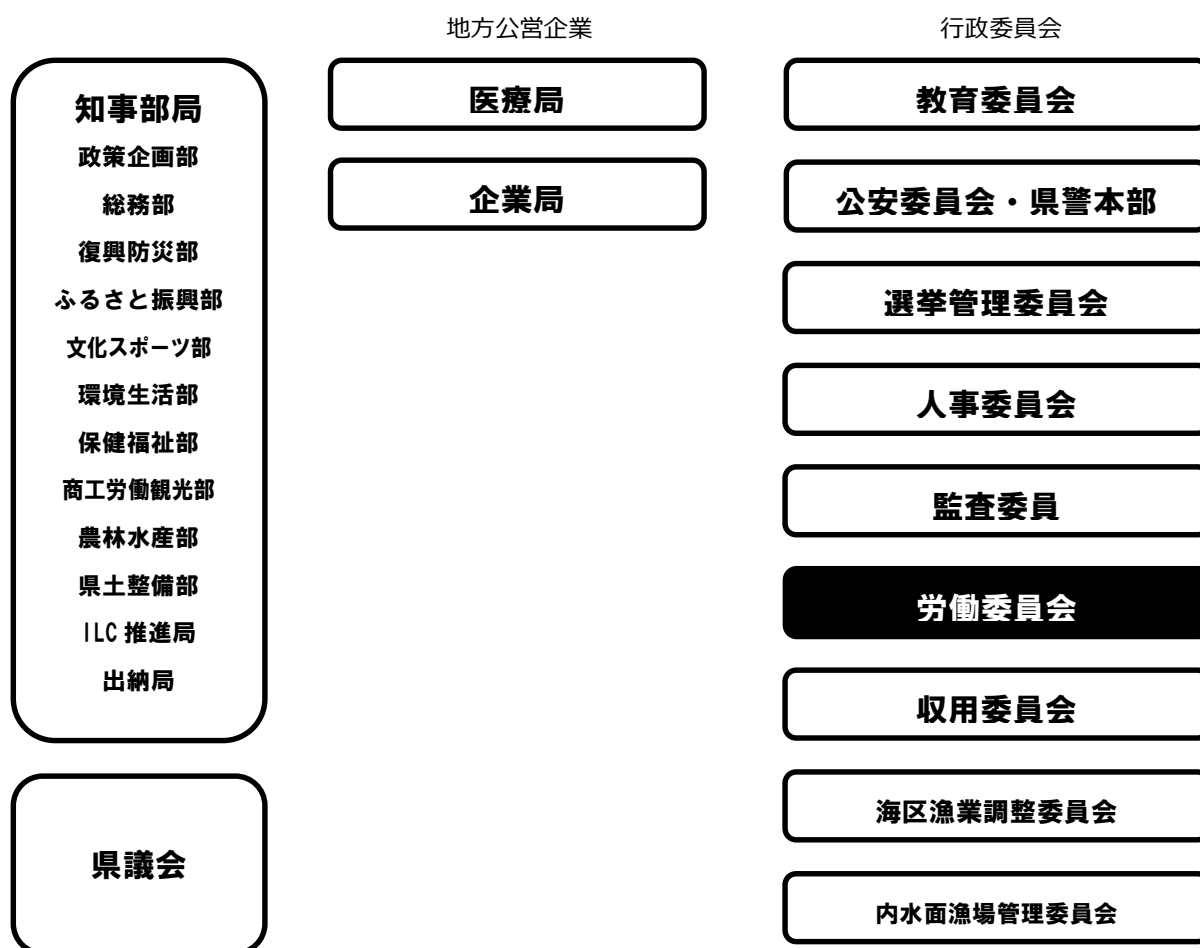 知事部局
政策企画部
総務部
復興防災部
ふるさと振興部
文化スポーツ部
環境生活部
保健福祉部
商工労働観光部
農林水産部
県土整備部
ILC 推進局
出納局
県議会
地方公営企業
医療局
企業局
行政委員会
教育委員会
公安委員会・県警本部
選挙管理委員会
人事委員会
監査委員
労働委員会
収用委員会
海区漁業調整委員会
内水面漁場管理委員会